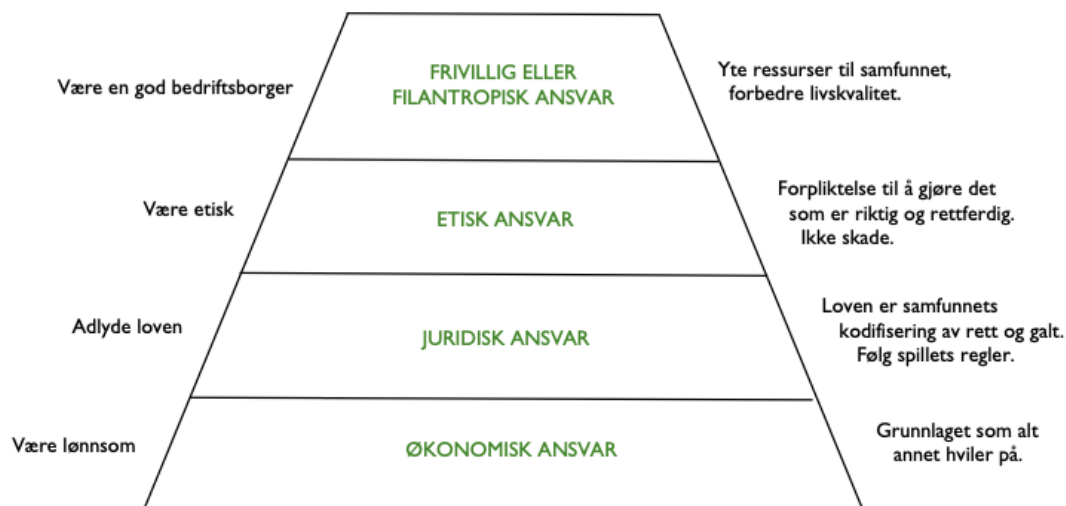 Være en god bedriftsborger
FRIVILLIG ELLER
FILANTROPISK ANSVAR
Yte ressurser til samfunnet,
forbedre livskvalitet.
Være etisk
ETISK ANSVAR
Forpliktelse til å gjøre det
som er riktig og rettferdig.
Ikke skade.
Adlyde loven
JURIDISK ANSVAR
Loven er samfunnets
kodifisering av rett og galt.
Følg spillets regler.
Være lønnsom
ØKONOMISK ANSVAR
Grunnlaget som alt
annet hviler på.